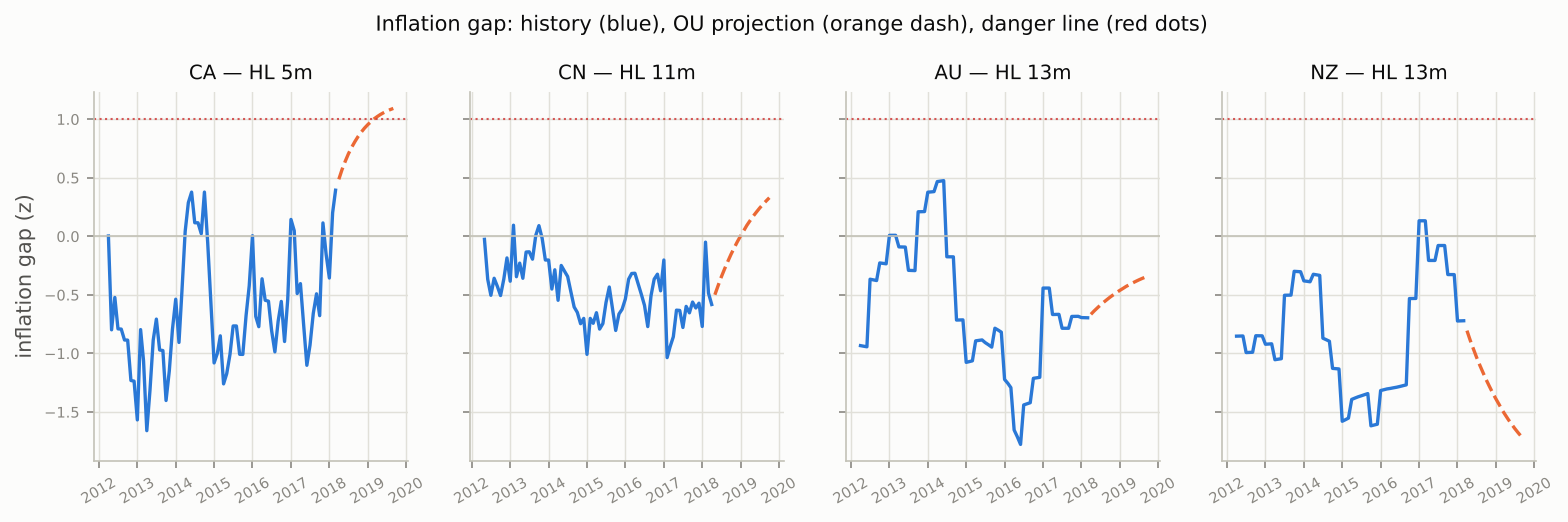 Inflation gap: history (blue), OU projection (orange dash), danger line (red dots)
CA — HL 5m
CN — HL 11m
AU — HL 13m
NZ — HL 13m
inflation gap (z)
1.0
0.5
0.0
−0.5
−1.0
−1.5
2012 2013 2014 2015 2016 2017 2018 2019 2020
2012 2013 2014 2015 2016 2017 2018 2019 2020
2012 2013 2014 2015 2016 2017 2018 2019 2020
2012 2013 2014 2015 2016 2017 2018 2019 2020